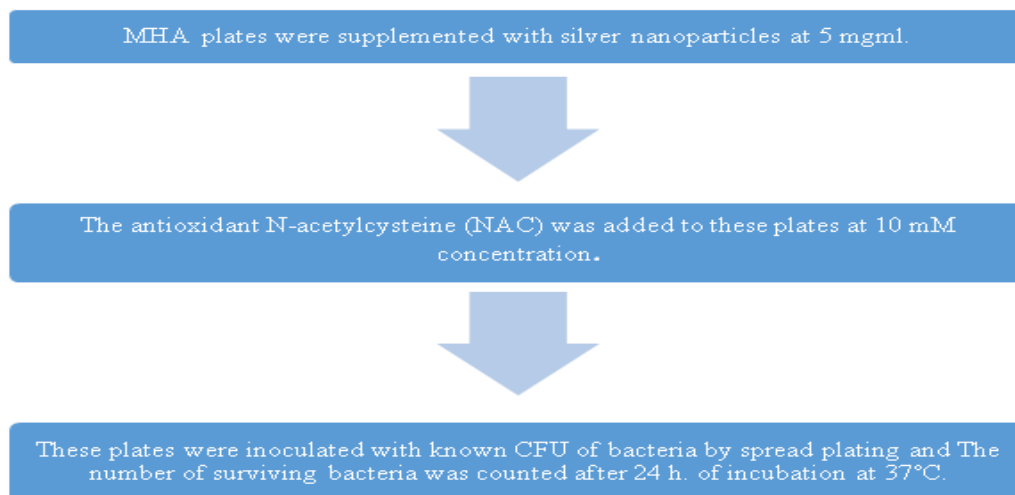 MHA plates were supplemented with silver nanoparticles at 5 mgml.
The antioxidant N-acetylcysteine (NAC) was added to these plates at 10 mM
concentration.
These plates were inoculated with known CFU of bacteria by spread plating and The
number of surviving bacteria was counted after 24 h. of incubation at 37°C.